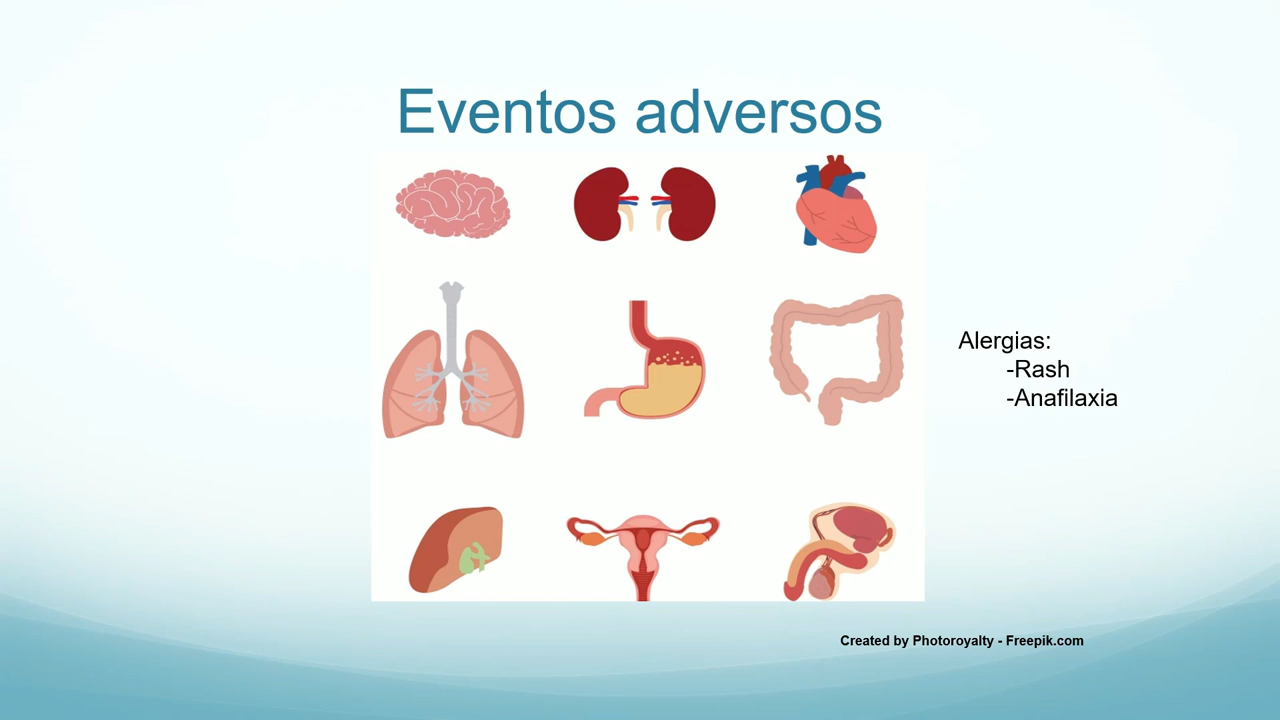 Eventos adversos
Alergias:
-Rash
-Anafilaxia
Created by Photoroyalty - Freepik.com